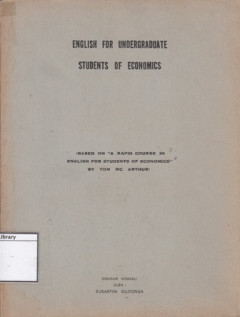 ENGLISH FOR UNDERGRADUATE
STUDENTS OF ECONOMICS
(BASED ON "A RAPID COURSE IN
ENGLISH FOR STUDENTS OF ECONOMICS"
BY TOM MC ARTHUR)
Library
OLEH :